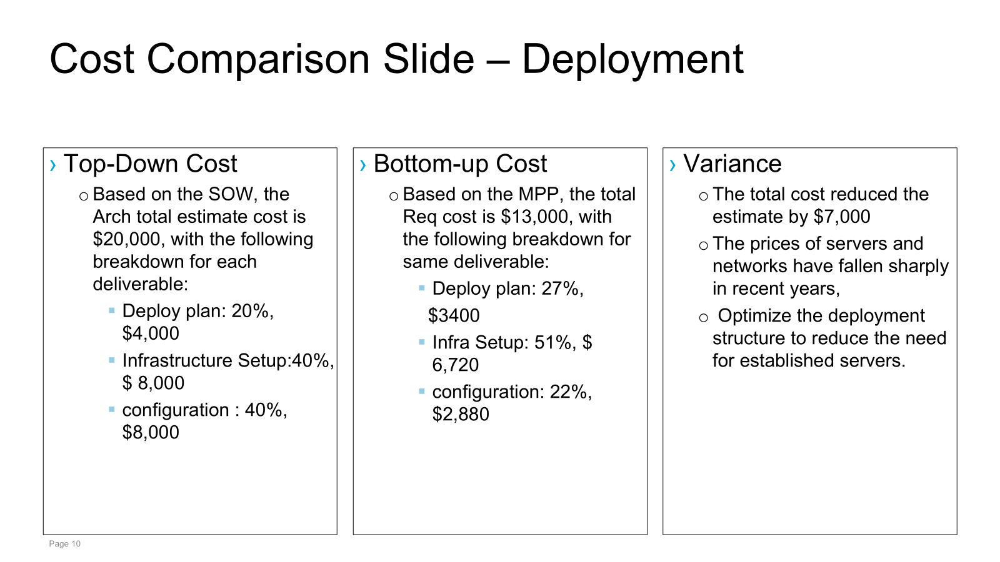 Cost Comparison Slide – Deployment
› Top-Down Cost
o Based on the SOW, the
Arch total estimate cost is
$20,000, with the following
breakdown for each
deliverable:
▪ Deploy plan: 20%,
$4,000
▪ Infrastructure Setup:40%,
$ 8,000
▪ configuration : 40%,
$8,000
› Bottom-up Cost
o Based on the MPP, the total
Req cost is $13,000, with
the following breakdown for
same deliverable:
▪ Deploy plan: 27%,
$3400
▪ Infra Setup: 51%, $
6,720
▪ configuration: 22%,
$2,880
› Variance
o The total cost reduced the
estimate by $7,000
o The prices of servers and
networks have fallen sharply
in recent years,
o Optimize the deployment
structure to reduce the need
for established servers.
Page 10